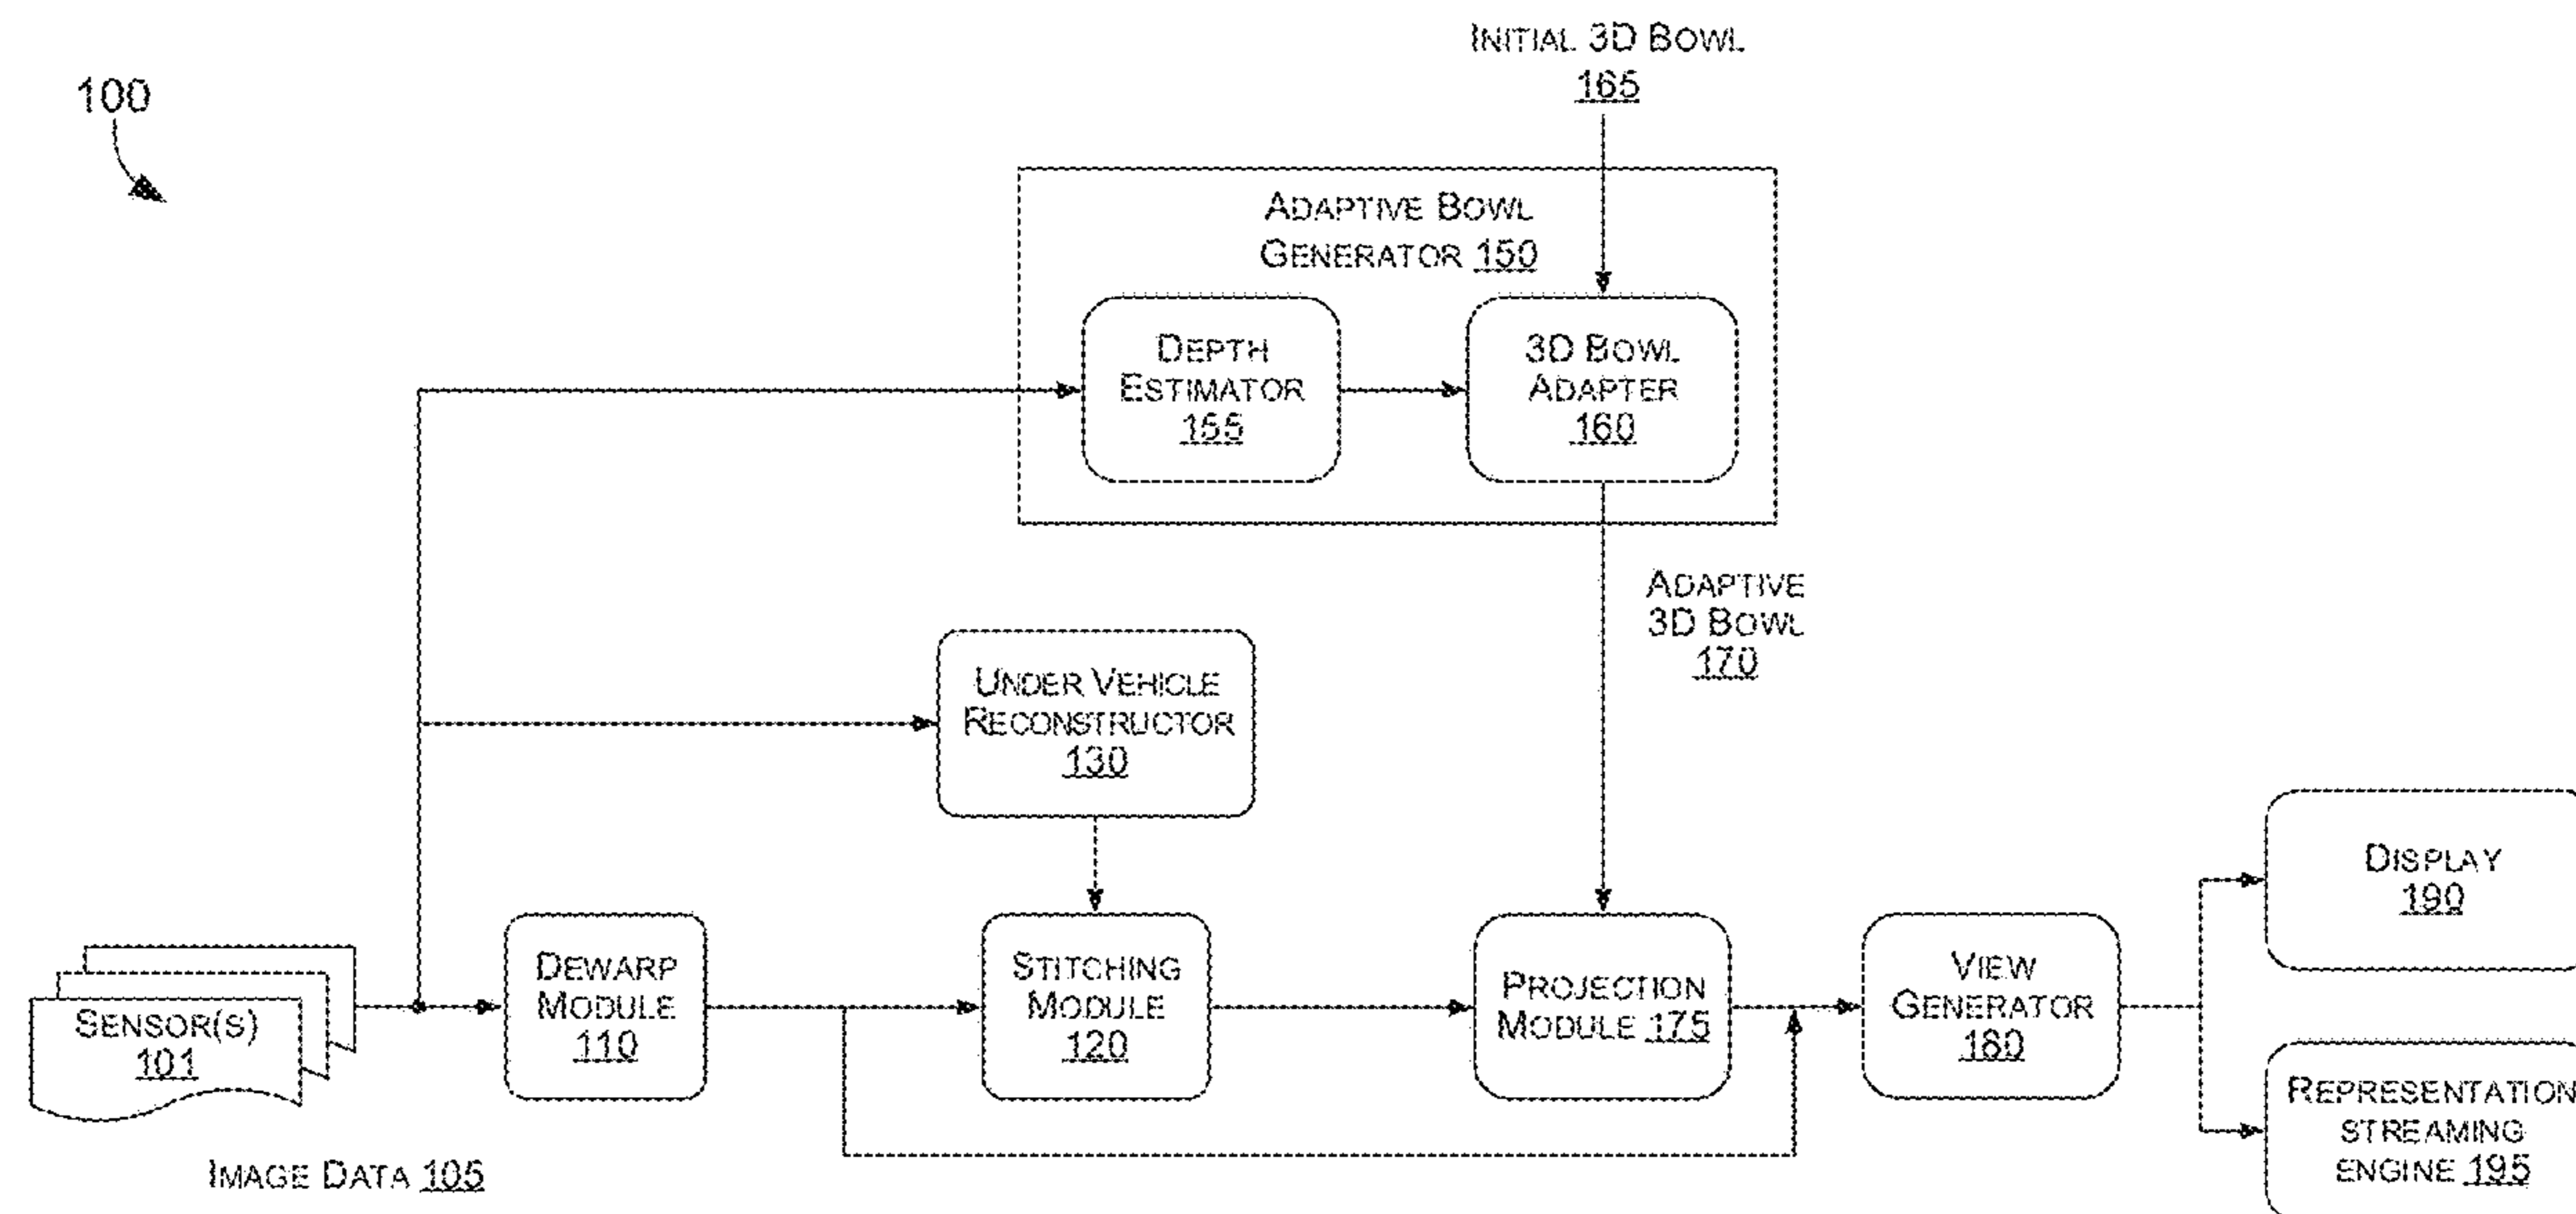 100
INITIAL 3D BOWL
165
ADAPTIVE BOWL
GENERATOR 150
DEPTH
ESTIMATOR
155
3D BOWL
ADAPTER
160
ADAPTIVE
3D BOWL
170
UNDER VEHICLE
RECONSTRUCTOR
130
SENSOR(S)
101
IMAGE DATA 105
DEWARP
MODULE
110
STITCHING
MODULE
120
PROJECTION
MODULE 175
VIEW
GENERATOR
180
DISPLAY
190
REPRESENTATION
STREAMING
ENGINE 195